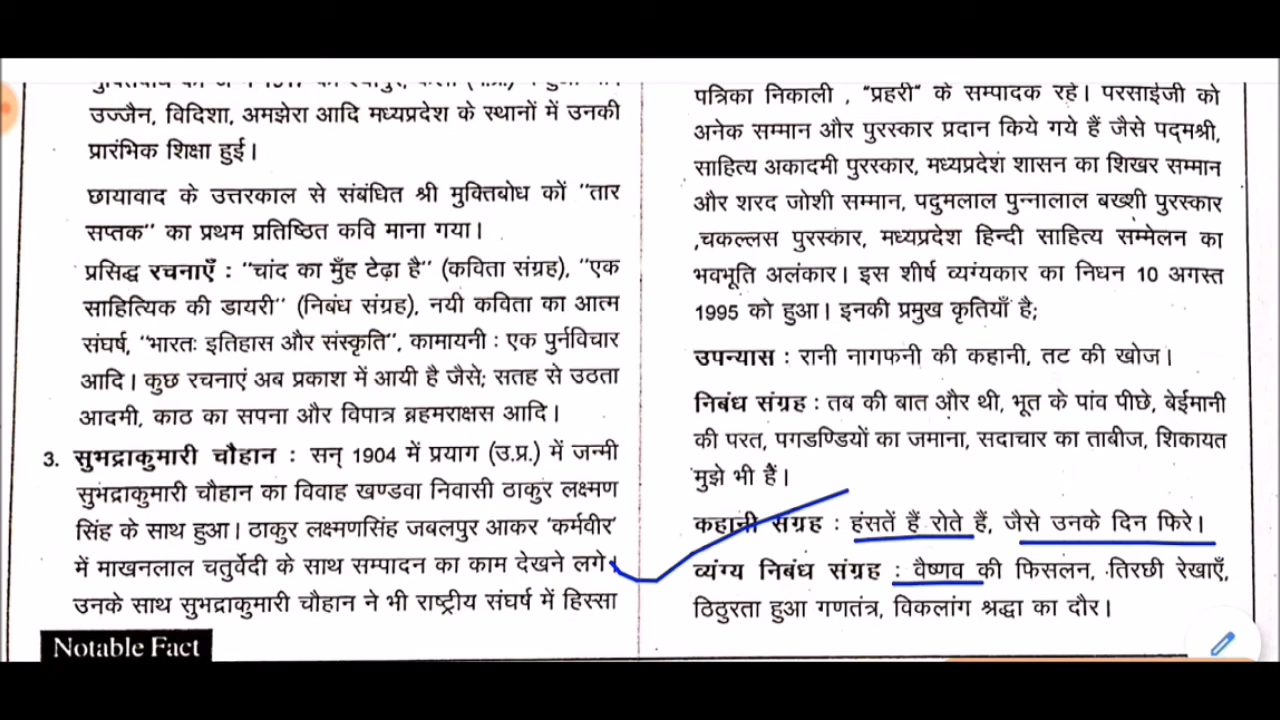 उज्जैन, विदिशा, अमझेरा आदि मध्यप्रदेश के स्थानों में उनकी
प्रारंभिक शिक्षा हुई।
छायावाद के उत्तरकाल से संबंधित श्री मुक्तिबोध कों "तार
सप्तक" का प्रथम प्रतिष्ठित कवि माना गया।
प्रसिद्ध रचनाएँ : "चांद का मुँह टेढ़ा है" (कविता संग्रह), "एक
साहित्यिक की डायरी" (निबंध संग्रह), नयी कविता का आत्म
संघर्ष, "भारतः इतिहास और संस्कृति", कामायनी : एक पुर्नविचार
आदि। कुछ रचनाएं अब प्रकाश में आयी है जैसे; सतह से उठता
आदमी, काठ का सपना और विपात्र ब्रहमराक्षस आदि।
3. सुभद्राकुमारी चौहान : सन् 1904 में प्रयाग (उ.प्र.) में जन्मी
सुभद्राकुमारी चौहान का विवाह खण्डवा निवासी ठाकुर लक्ष्मण
सिंह के साथ हुआ। ठाकुर लक्ष्मणसिंह जबलपुर आकर 'कर्मवीर'
में माखनलाल चतुर्वेदी के साथ सम्पादन का काम देखने लगे।
उनके साथ सुभद्राकुमारी चौहान ने भी राष्ट्रीय संघर्ष में हिस्सा
Notable Fact
पत्रिका निकाली , "प्रहरी" के सम्पादक रहे। परसाइंजी को
अनेक सम्मान और पुरस्कार प्रदान किये गये हैं जैसे पद्मश्री,
साहित्य अकादमी पुरस्कार, मध्यप्रदेश शासन का शिखर सम्मान
और शरद जोशी सम्मान, पदुमलाल पुन्नालाल बख्शी पुरस्कार
,चकल्लस पुरस्कार, मध्यप्रदेश हिन्दी साहित्य सम्मेलन का
भवभूति अलंकार। इस शीर्ष व्यंग्यकार का निधन 10 अगस्त
1995 को हुआ। इनकी प्रमुख कृतियाँ है;
उपन्यास : रानी नागफनी की कहानी, तट की खोज।
निबंध संग्रह : तब की बात और थी, भूत के पांव पीछे, बेईमानी
की परत, पगडण्डियों का जमाना, सदाचार का ताबीज, शिकायत
मुझे भी हैं।
कहानी संग्रह : हंसतें हैं रोते हैं, जैसे उनके दिन फिरे।
व्यंग्य निबंध संग्रह : वैष्णव की फिसलन, तिरछी रेखाएँ,
ठिठुरता हुआ गणतंत्र, विकलांग श्रद्धा का दौर।